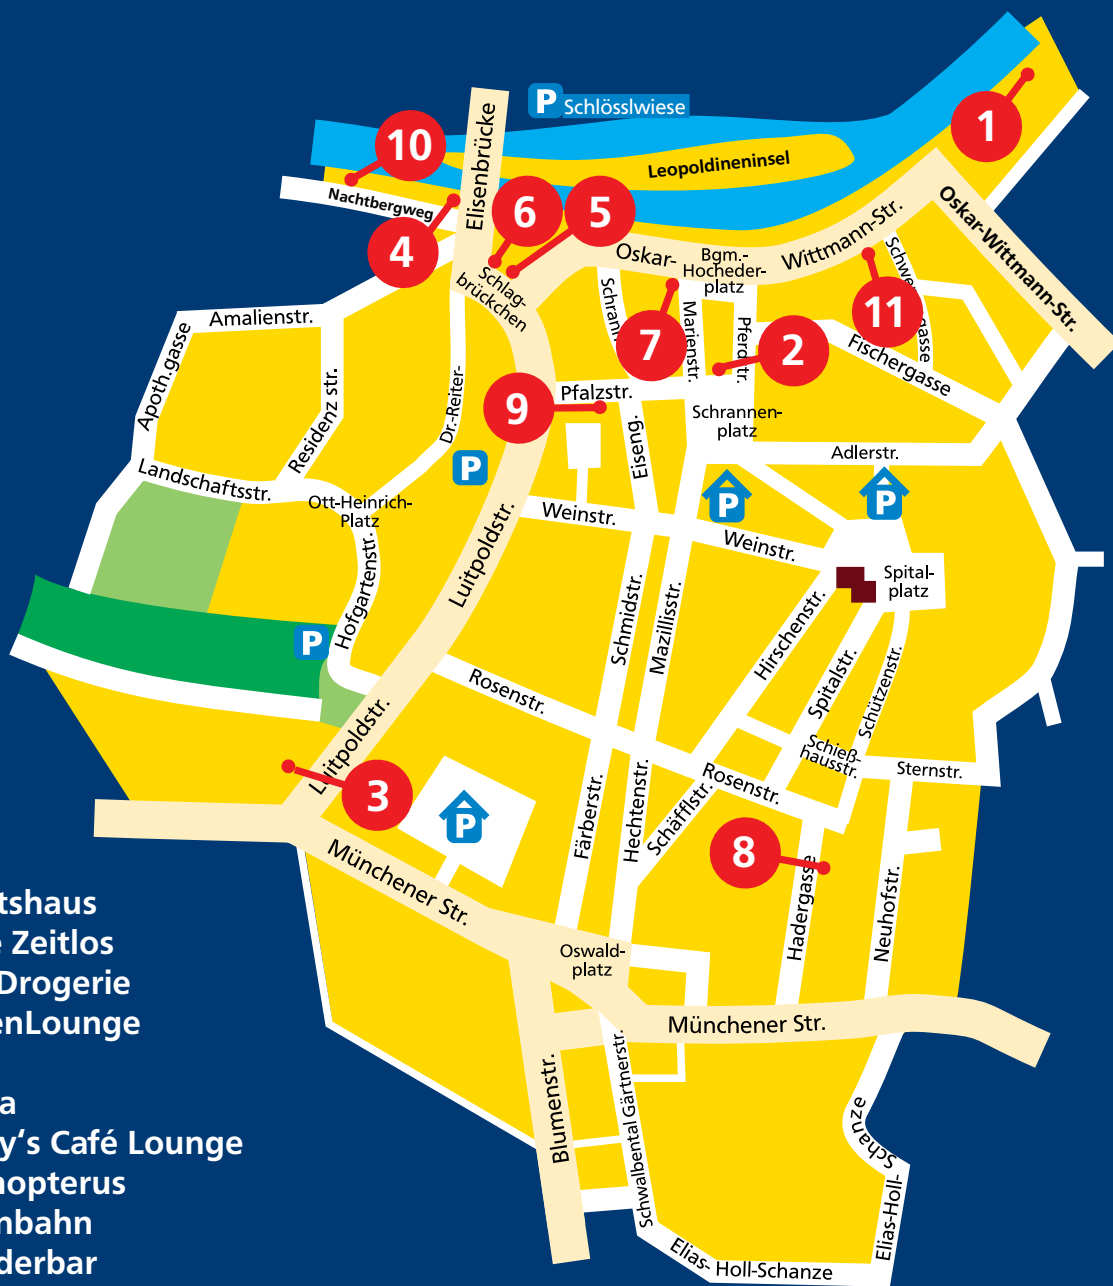 P Schlösslwiese
1
10
Elisenbrücke
Leopoldineninsel
Nachtbergweg
6
5
4
Oskar-
Wittmann-Str.
Oskar-Wittmann-Str.
Bgm.-
Hocheder-
platz
Schlag-
brückchen
11
7
Marienstr.
Pferdstr.
2
Fischergasse
Amalienstr.
Apoth.gasse
Residenz str.
Dr.-Reiter-
9
Pfalzstr.
Schrannen-
platz
Eiseng.
Adlerstr.
P
P
P
Landschaftsstr.
Ott-Heinrich-
Platz
Weinstr.
Weinstr.
Luitpoldstr.
Hofgartenstr.
P
Spital-
platz
Schmidstr.
Mazillisstr.
Hirschenstr.
Spitalstr.
Schützenstr.
Rosenstr.
Luitpoldstr.
Schieß-
hausstr.
Sternstr.
Rosenstr.
3
P
Färberstr.
Hechtenstr.
Schäfflstr.
8
Hadergasse
Neuhofstr.
Münchener Str.
Oswald-
platz
Münchener Str.
Blumenstr.
Schwalbental Gärtnerstr.
Schanze
Elias-Holl-
Elias- Holl-Schanze
tshaus
Zeitlos
Drogerie
enLounge
a
y‘s Café Lounge
nopterus
nbahn
derbar